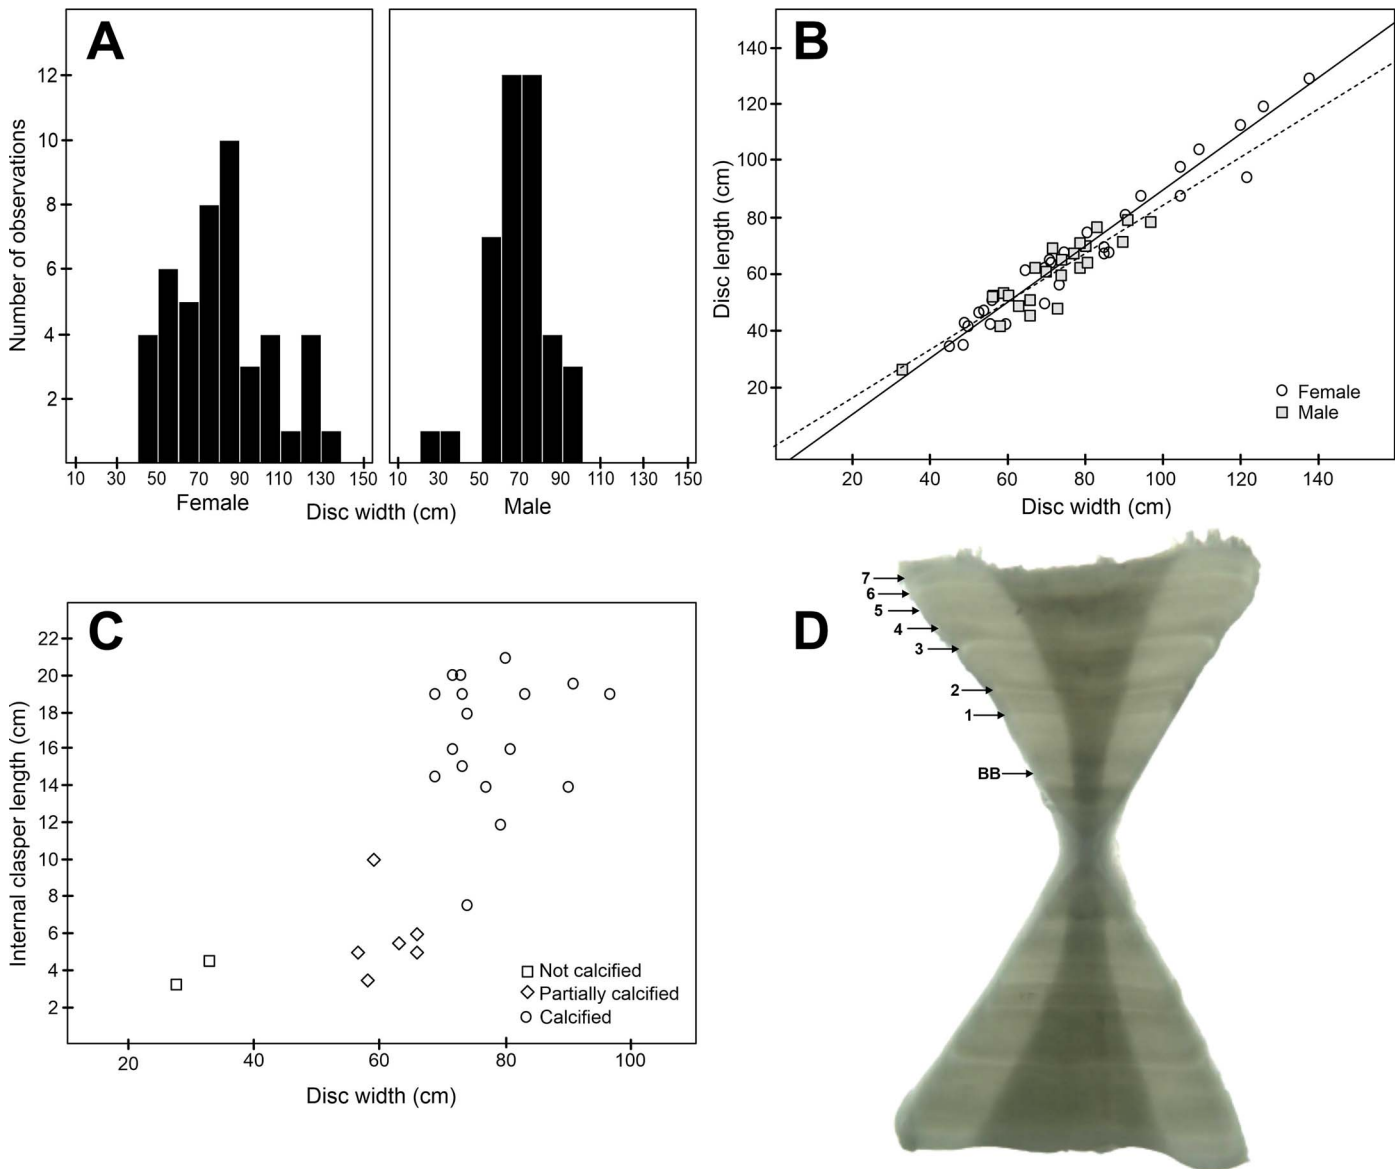 A
Number of observations
12
10
8
6
4
2
10 30 50 70 90 110 130 150
Female
10 30 50 70 90 110 130 150
Male
Disc width (cm)
B
Disc length (cm)
140
120
100
80
60
40
20
Female
Male
20 40 60 80 100 120 140
Disc width (cm)
C
Internal clasper length (cm)
22
20
18
16
14
12
10
8
6
4
2
Not calcified
Partially calcified
Calcified
20 40 60 80 100
Disc width (cm)
D
7
6
5
4
3
2
1
BB